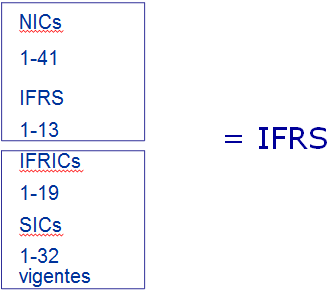 NICs
1-41
IFRS
1-13
IFRICs
1-19
SICs
1-32
vigentes
= IFRS